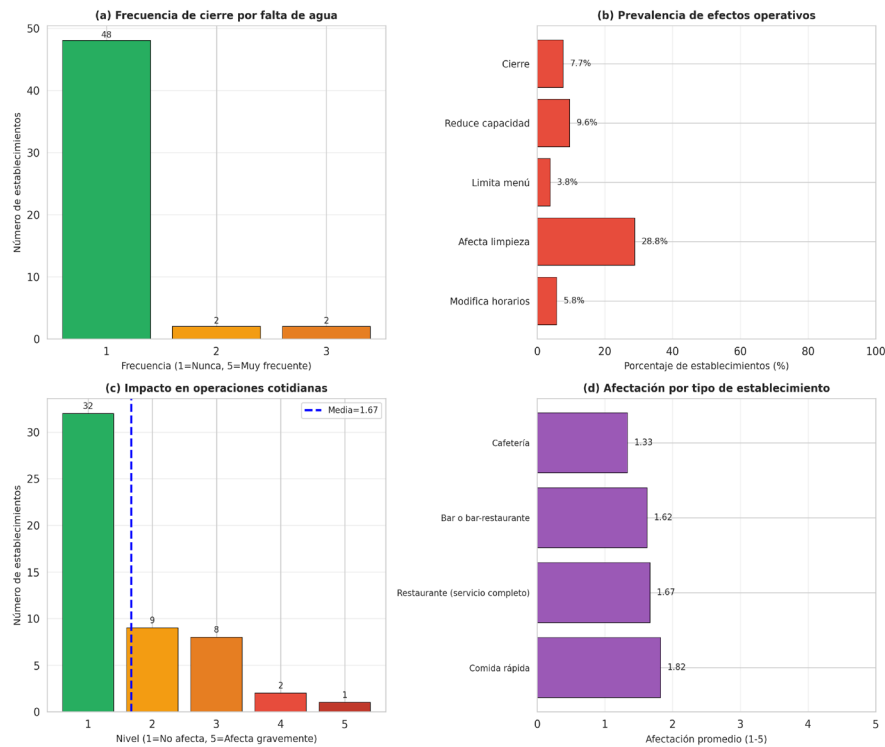 (a) Frecuencia de cierre por falta de agua
50
40
30
20
10
0
Número de establecimientos
48
2
2
1 2 3
Frecuencia (1=Nunca, 5=Muy frecuente)
(b) Prevalencia de efectos operativos
Cierre 7.7%
Reduce capacidad 9.6%
Limita menú 3.8%
Afecta limpieza 28.8%
Modifica horarios 5.8%
0 20 40 60 80 100
Porcentaje de establecimientos (%)
(c) Impacto en operaciones cotidianas
Media=1.67
30
25
20
15
10
5
0
Número de establecimientos
32
9
8
2
1
1 2 3 4 5
Nivel (1=No afecta, 5=Afecta gravemente)
(d) Afectación por tipo de establecimiento
Cafetería 1.33
Bar o bar-restaurante 1.62
Restaurante (servicio completo) 1.67
Comida rápida 1.82
0 1 2 3 4 5
Afectación promedio (1-5)